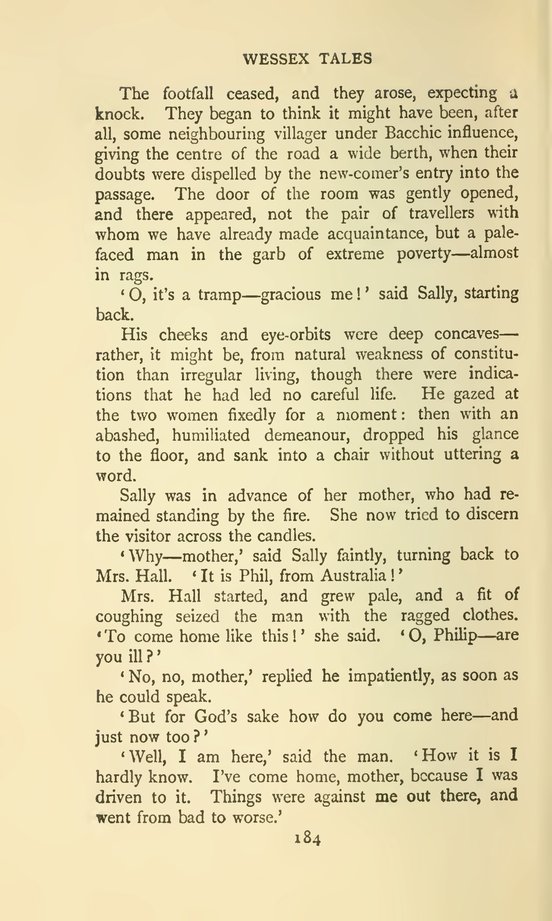 WESSEX TALES
The footfall ceased, and they arose, expecting a
knock. They began to think it might have been, after
all, some neighbouring villager under Bacchic influence,
giving the centre of the road a wide berth, when their
doubts were dispelled by the new-comer's entry into the
passage. The door of the room was gently opened,
and there appeared, not the pair of travellers with
whom we have already made acquaintance, but a pale-
faced man in the garb of extreme poverty—almost
in rags.
‘O, it's a tramp—gracious me!’ said Sally, starting
back.
His cheeks and eye-orbits were deep concaves—
rather, it might be, from natural weakness of constitu-
tion than irregular living, though there were indica-
tions that he had led no careful life. He gazed at
the two women fixedly for a moment: then with an
abashed, humiliated demeanour, dropped his glance
to the floor, and sank into a chair without uttering a
word.
Sally was in advance of her mother, who had re-
mained standing by the fire. She now tried to discern
the visitor across the candles.
‘Why—mother,’ said Sally faintly, turning back to
Mrs. Hall. ‘It is Phil, from Australia!’
Mrs. Hall started, and grew pale, and a fit of
coughing seized the man with the ragged clothes.
‘To come home like this!’ she said. ‘O, Philip—are
you ill?’
‘No, no, mother,’ replied he impatiently, as soon as
he could speak.
‘But for God's sake how do you come here—and
just now too?’
‘Well, I am here,’ said the man. ‘How it is I
hardly know. I've come home, mother, because I was
driven to it. Things were against me out there, and
went from bad to worse.’
184